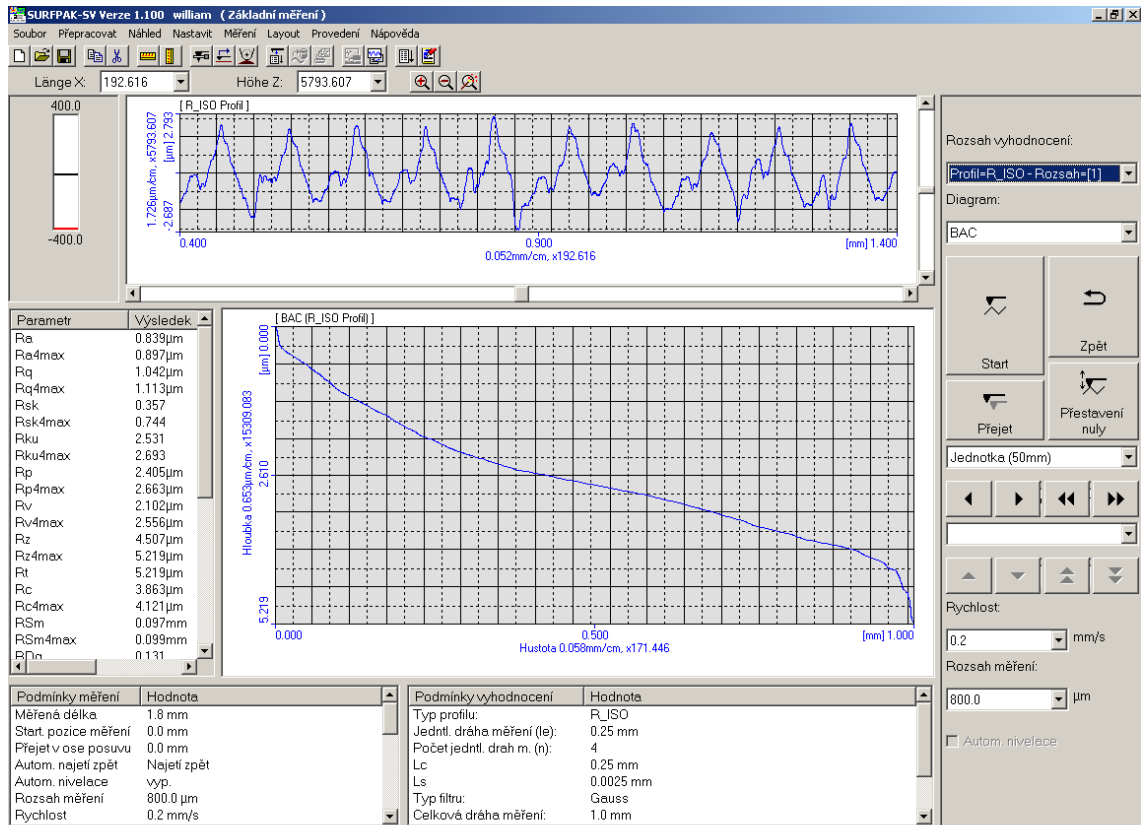 SURFPAK-SV Verze 1.100 william ( Základní měření )
Soubor Přepracovat Náhled Nastavit Měření Layout Provedení Nápověda
Länge X: 192.616 Höhe Z: 5793.607
400.0
-400.0
[ R_ISO Profil ]
1.726µm/cm, x5793.607
-2.687 [µm] 2.793
0.400 0.900 [mm] 1.400
0.052mm/cm, x192.616
Parametr Výsledek
Ra 0.839µm
Ra4max 0.897µm
Rq 1.042µm
Rq4max 1.113µm
Rsk 0.357
Rsk4max 0.744
Rku 2.531
Rku4max 2.693
Rp 2.405µm
Rp4max 2.663µm
Rv 2.102µm
Rv4max 2.556µm
Rz 4.507µm
Rz4max 5.219µm
Rt 5.219µm
Rc 3.863µm
Rc4max 4.121µm
RSm 0.097mm
RSm4max 0.099mm
RDq 0.131
[ BAC (R_ISO Profil) ]
Hloubka 0.653µm/cm, x15309.083
5.219 2.610 [µm] 0.000
0.000 0.500 [mm] 1.000
Hustota 0.058mm/cm, x171.446
Rozsah vyhodnocení:
Profil=R_ISO - Rozsah=[1]
Diagram:
BAC
Start
Zpět
Přejet
Přestavení
nuly
Jednotka (50mm)
Rychlost:
0.2 mm/s
Rozsah měření:
800.0 µm
Autom. nivelace
Podmínky měření Hodnota
Měřená délka 1.8 mm
Start. pozice měření 0.0 mm
Přejet v ose posuvu 0.0 mm
Autom. najetí zpět Najetí zpět
Autom. nivelace vyp.
Rozsah měření 800.0 µm
Rychlost 0.2 mm/s
Podmínky vyhodnocení Hodnota
Typ profilu: R_ISO
Jedntl. dráha měření (le): 0.25 mm
Počet jedntl. drah m. (n) 4
Lc 0.25 mm
Ls 0.0025 mm
Typ filtru: Gauss
Celková dráha měření: 1.0 mm